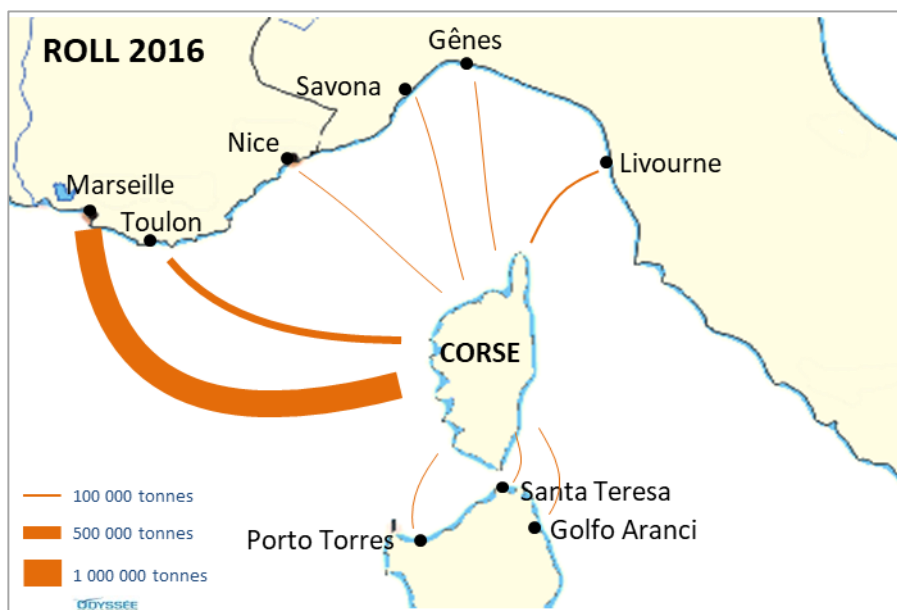 ROLL 2016
Gênes
Savona
Nice
Livourne
Marseille
Toulon
CORSE
Santa Teresa
Golfo Aranci
Porto Torres
100 000 tonnes
500 000 tonnes
1 000 000 tonnes
ODYSSÉE